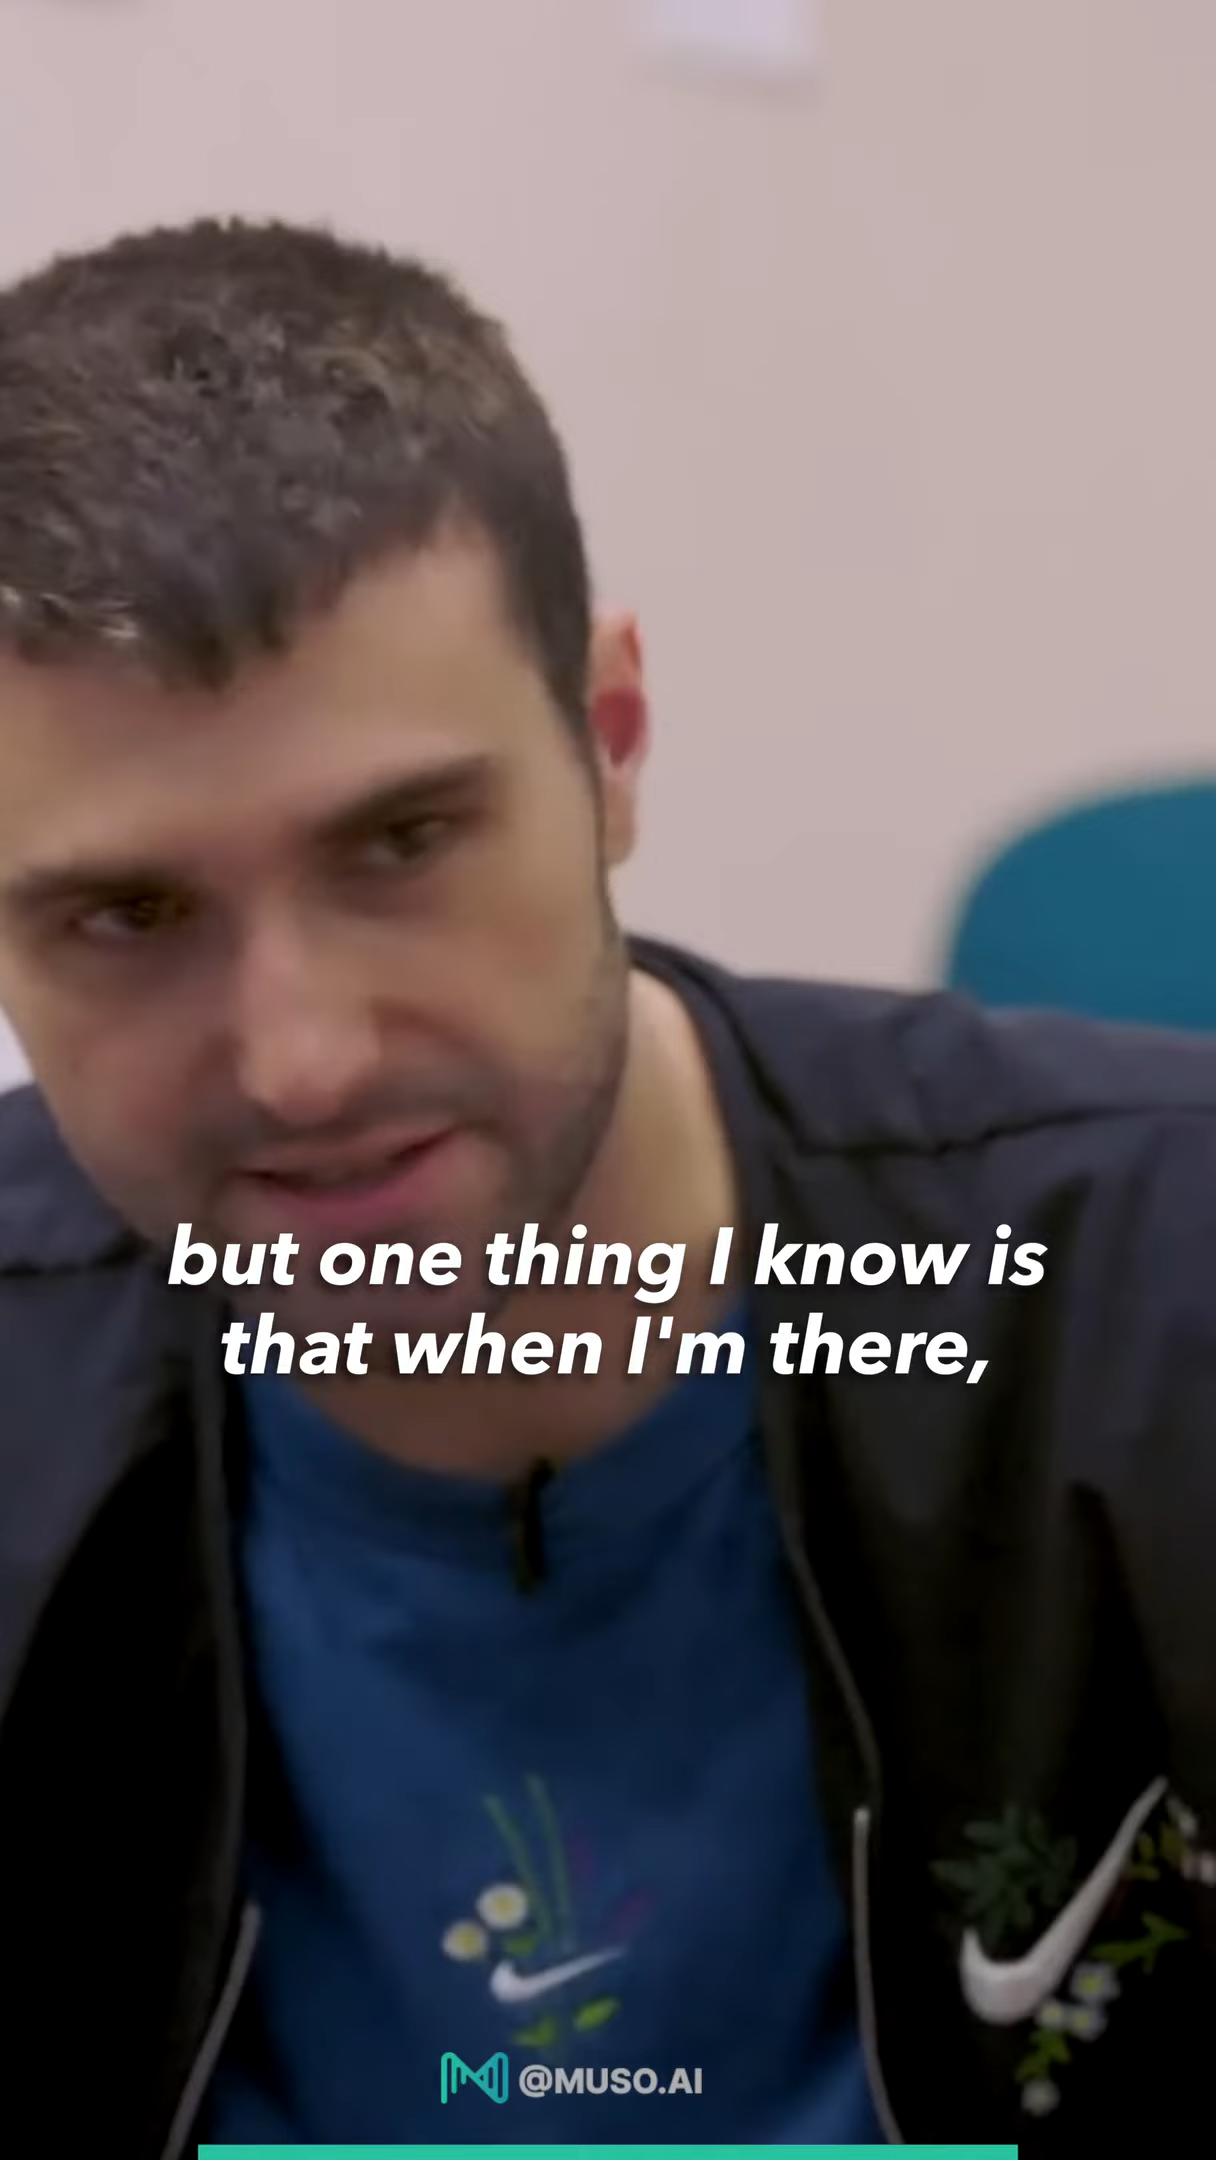 but one thing I know is
that when I'm there,
@MUSO.AI